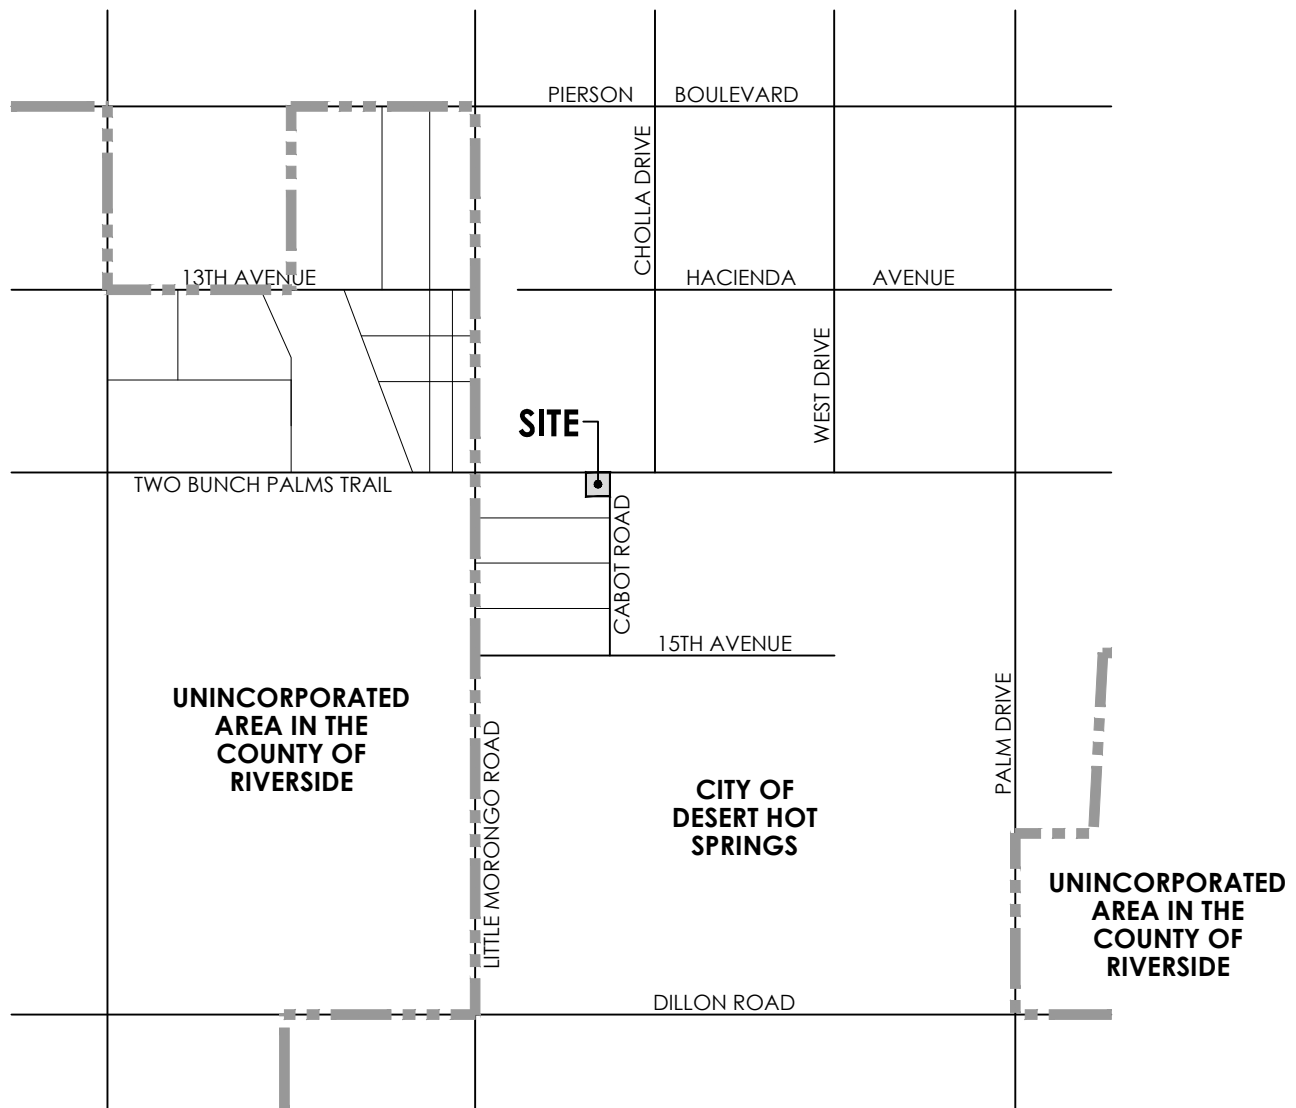 PIERSON BOULEVARD
CHOLLA DRIVE
13TH AVENUE
HACIENDA AVENUE
WEST DRIVE
SITE
TWO BUNCH PALMS TRAIL
CABOT ROAD
15TH AVENUE
UNINCORPORATED
AREA IN THE
COUNTY OF
RIVERSIDE
LITTLE MORONGO ROAD
PALM DRIVE
CITY OF
DESERT HOT
SPRINGS
UNINCORPORATED
AREA IN THE
COUNTY OF
RIVERSIDE
DILLON ROAD